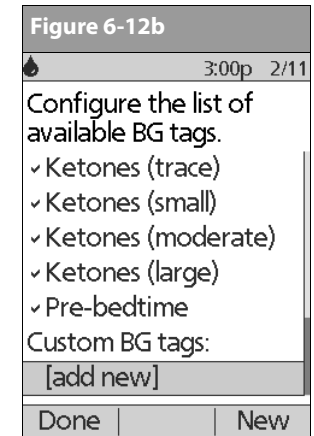 Figure 6-12b
3:00p 2/11
Configure the list of
available BG tags.
✓Ketones (trace)
✓Ketones (small)
✓Ketones (moderate)
✓Ketones (large)
✓Pre-bedtime
Custom BG tags:
[add new]
Done New